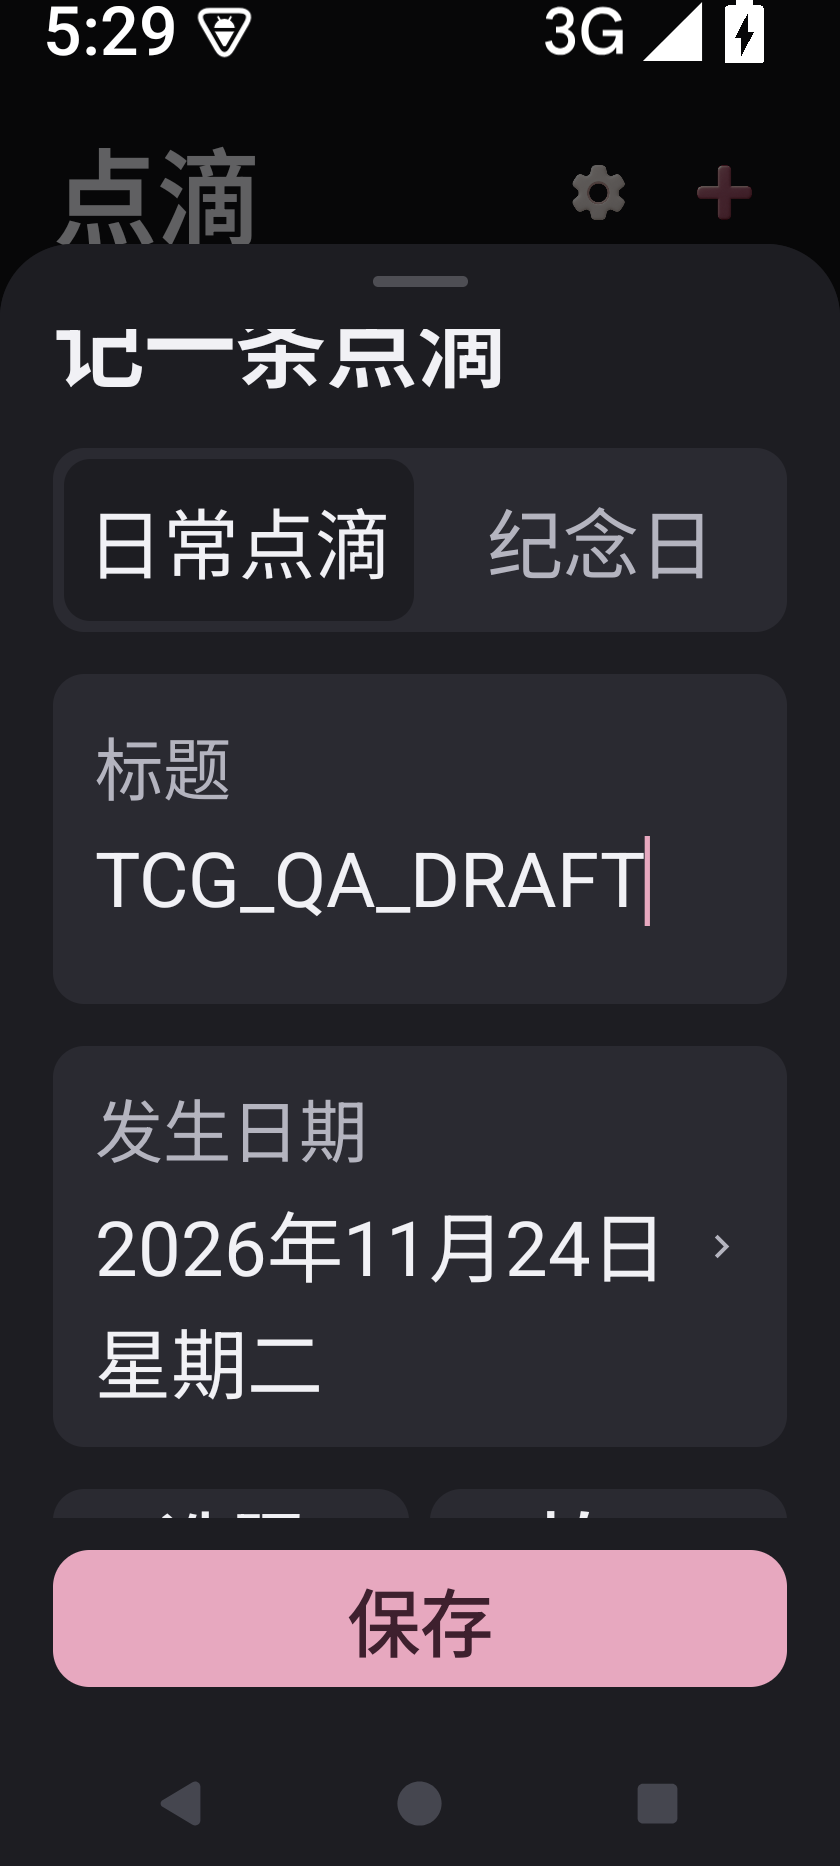 5:29
3G
点滴
记一条点滴
日常点滴
纪念日
标题
TCG_QA_DRAFT
发生日期
2026年11月24日
星期二
保存